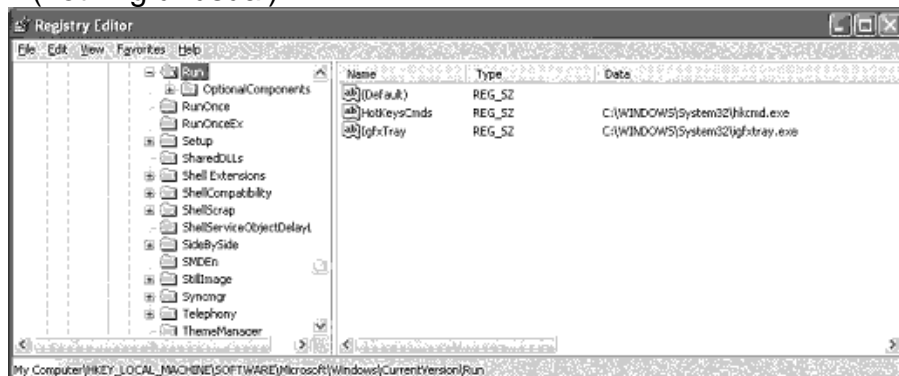 Registry Editor
File Edit View Favorites Help
Run
OptionalComponents
RunOnce
RunOnceEx
Setup
SharedDLLs
Shell Extensions
ShellCompatibility
ShellScrap
ShellServiceObjectDelayL
SideBySide
SMDEn
StillImage
Syncmgr
Telephony
ThemeManager
Name Type Data
(Default) REG_SZ
HotKeysCmds REG_SZ C:\WINDOWS\System32\hkcmd.exe
IgfxTray REG_SZ C:\WINDOWS\System32\igfxtray.exe
My Computer\HKEY_LOCAL_MACHINE\SOFTWARE\Microsoft\Windows\CurrentVersion\Run